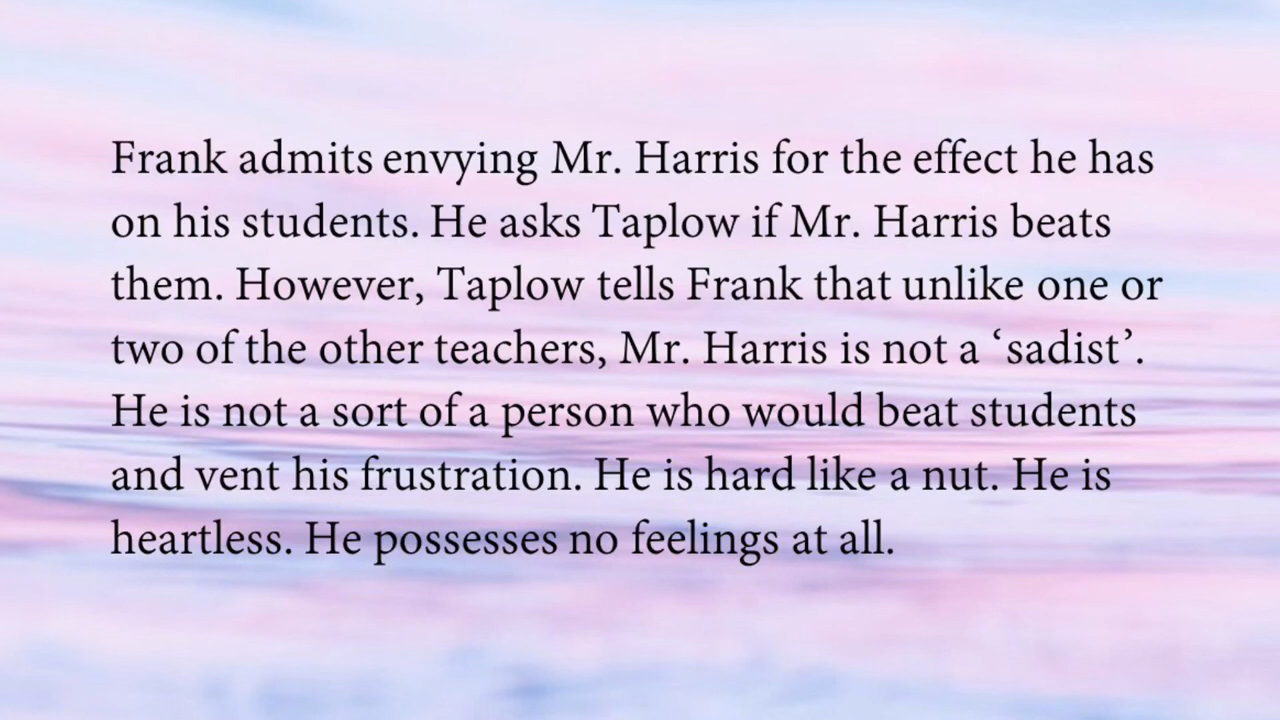 Frank admits envying Mr. Harris for the effect he has
on his students. He asks Taplow if Mr. Harris beats
them. However, Taplow tells Frank that unlike one or
two of the other teachers, Mr. Harris is not a ‘sadist’.
He is not a sort of a person who would beat students
and vent his frustration. He is hard like a nut. He is
heartless. He possesses no feelings at all.